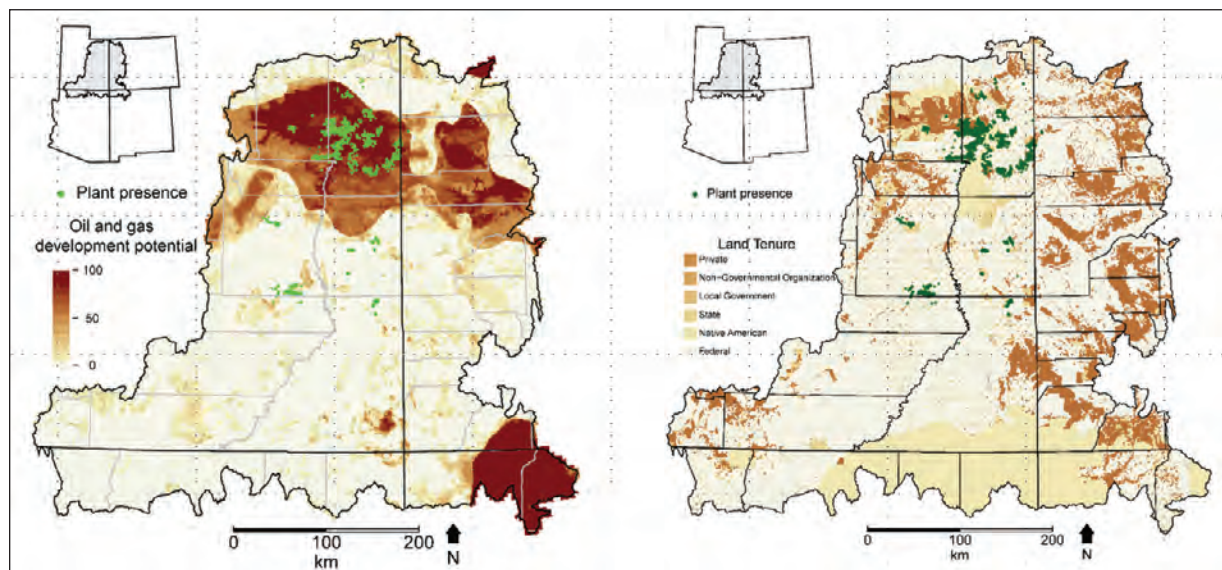 Plant presence
Oil and gas
development potential
100
50
0
0
100
200
km
N
Plant presence
Land Tenure
Private
Non-Governmental Organization
Local Government
State
Native American
Federal
0
100
200
km
N